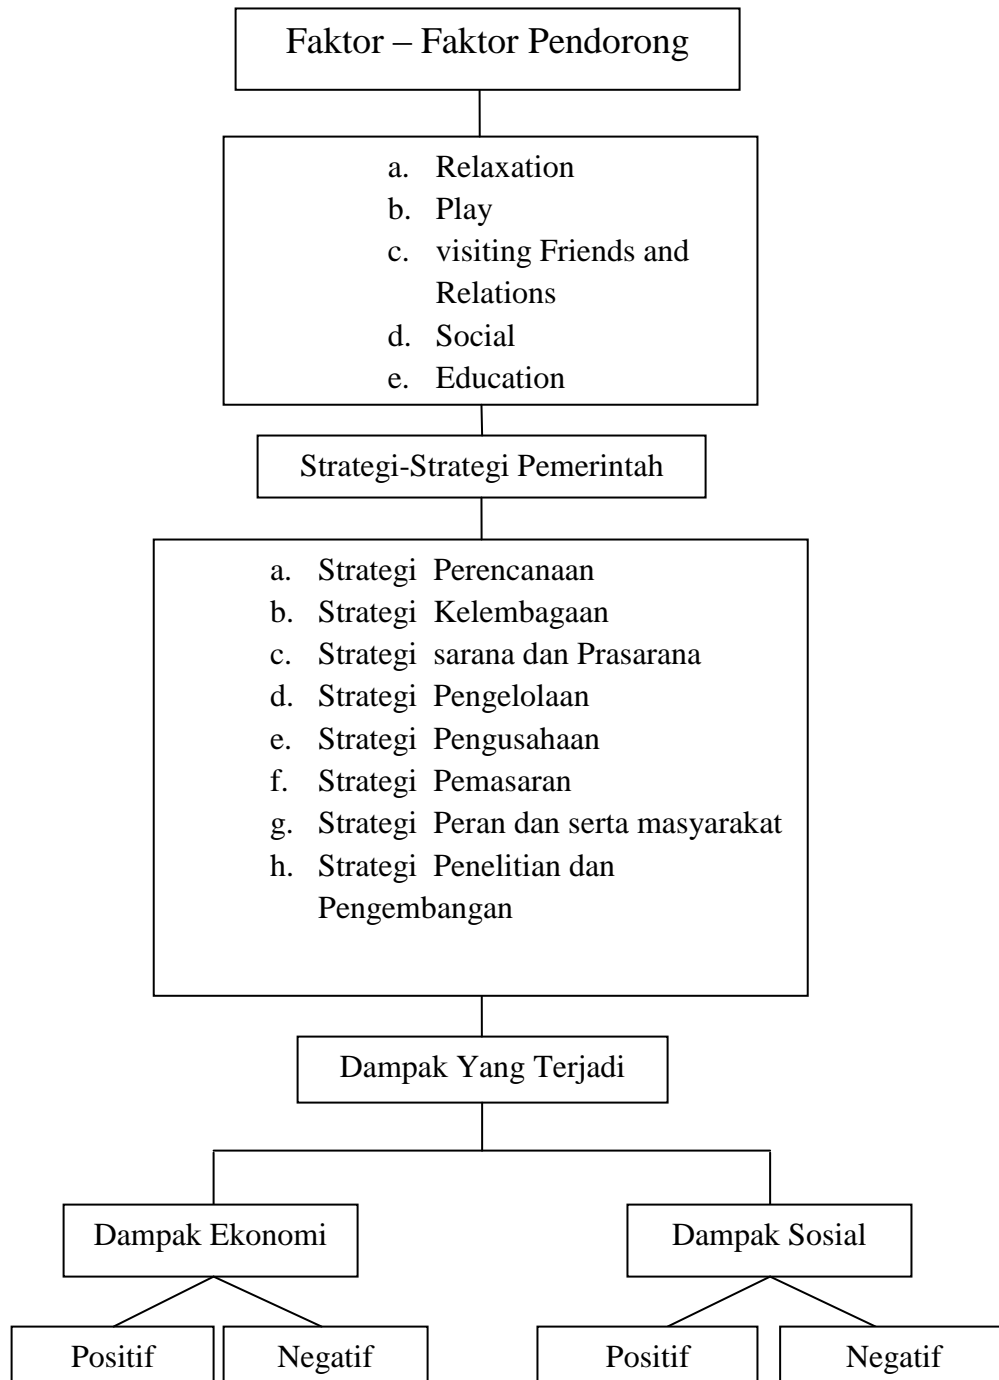 Faktor – Faktor Pendorong
a. Relaxation
b. Play
c. visiting Friends and
Relations
d. Social
e. Education
Strategi-Strategi Pemerintah
a. Strategi Perencanaan
b. Strategi Kelembagaan
c. Strategi sarana dan Prasarana
d. Strategi Pengelolaan
e. Strategi Pengusahaan
f. Strategi Pemasaran
g. Strategi Peran dan serta masyarakat
h. Strategi Penelitian dan
Pengembangan
Dampak Yang Terjadi
Dampak Ekonomi
Dampak Sosial
Positif
Negatif
Positif
Negatif